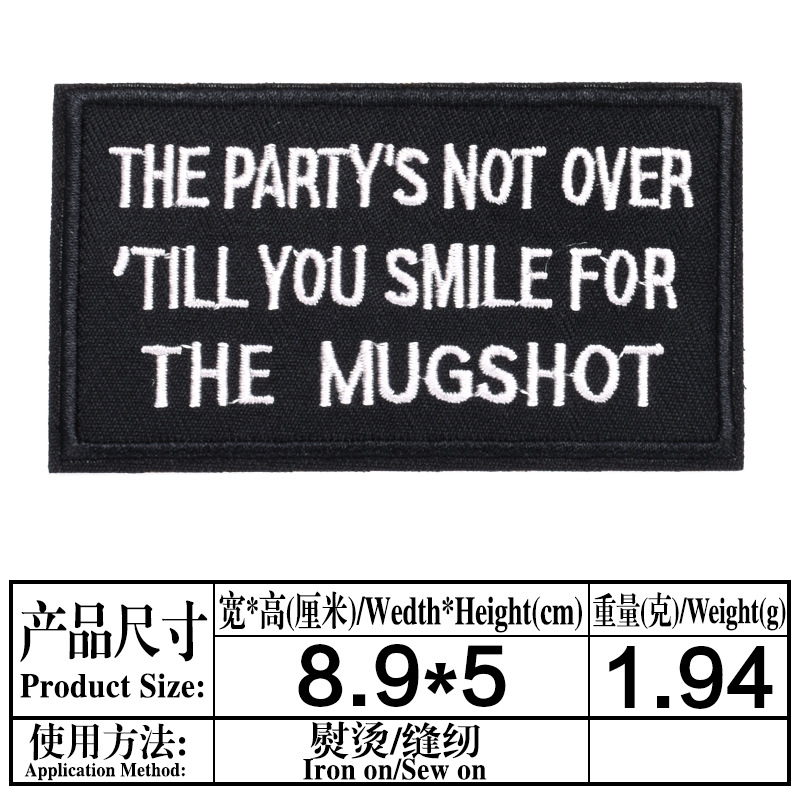 THE PARTY'S NOT OVER
'TILL YOU SMILE FOR
THE MUGSHOT
产品尺寸
Product Size:
宽*高(厘米)/Wedth*Height(cm)
重量(克)/Weight(g)
8.9*5
1.94
使用方法:
Application Method:
熨烫/缝纫
Iron on/Sew on